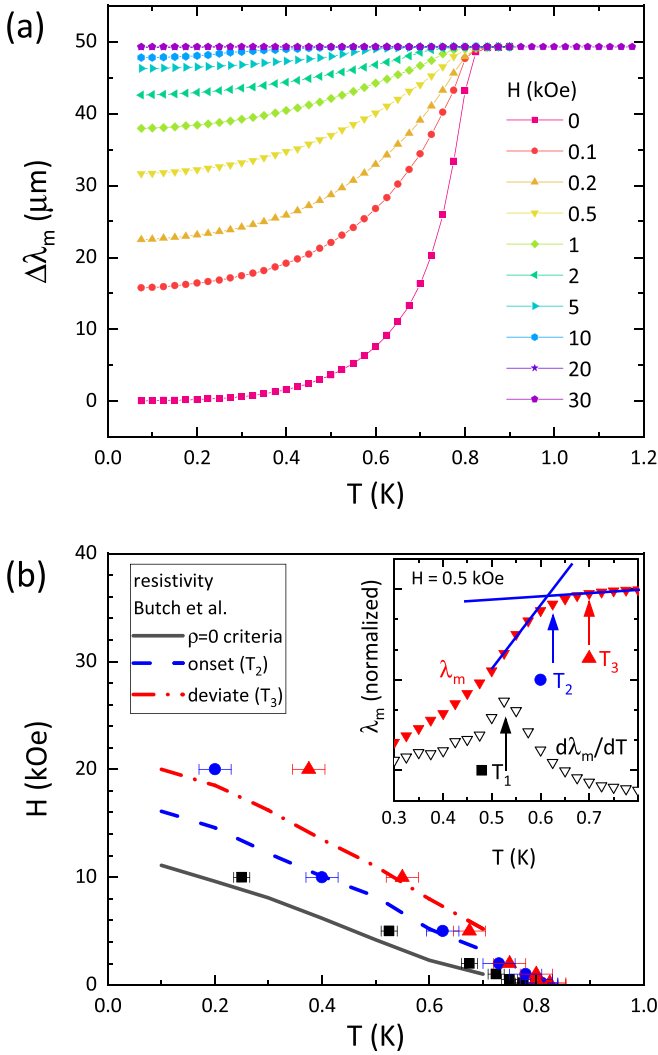 (a)
60
50
40
30
20
10
0
Δλm (μm)
H (kOe)
0
0.1
0.2
0.5
1
2
5
10
20
30
0.0 0.2 0.4 0.6 0.8 1.0 1.2
T (K)
(b)
40
30
20
10
0
H (kOe)
resistivity
Butch et al.
ρ=0 criteria
onset (T2)
deviate (T3)
H = 0.5 kOe
λm (normalized)
λm
T3
T2
dλm/dT
T1
0.3 0.4 0.5 0.6 0.7
T (K)
0.0 0.2 0.4 0.6 0.8 1.0
T (K)